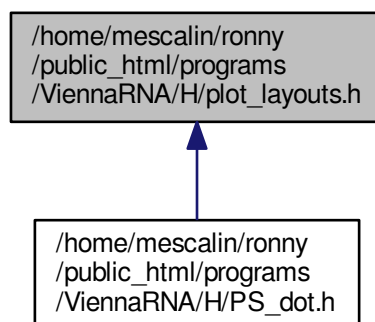 /home/mescalin/ronny
/public_html/programs
/ViennaRNA/H/plot_layouts.h
/home/mescalin/ronny
/public_html/programs
/ViennaRNA/H/PS_dot.h